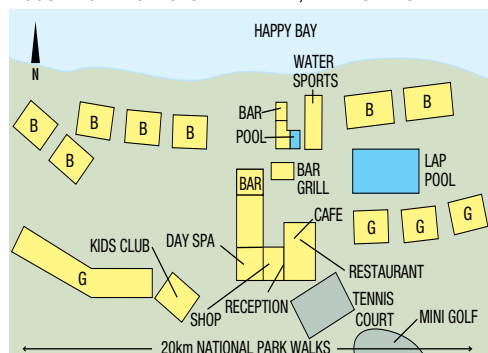 HAPPY BAY
N
WATER
SPORTS
BAR
POOL
B
B
B
B
B
B
B
BAR
GRILL
LAP
POOL
BAR
CAFE
G
G
G
KIDS CLUB
DAY SPA
G
SHOP
RECEPTION
RESTAURANT
TENNIS
COURT
MINI GOLF
20km NATIONAL PARK WALKS